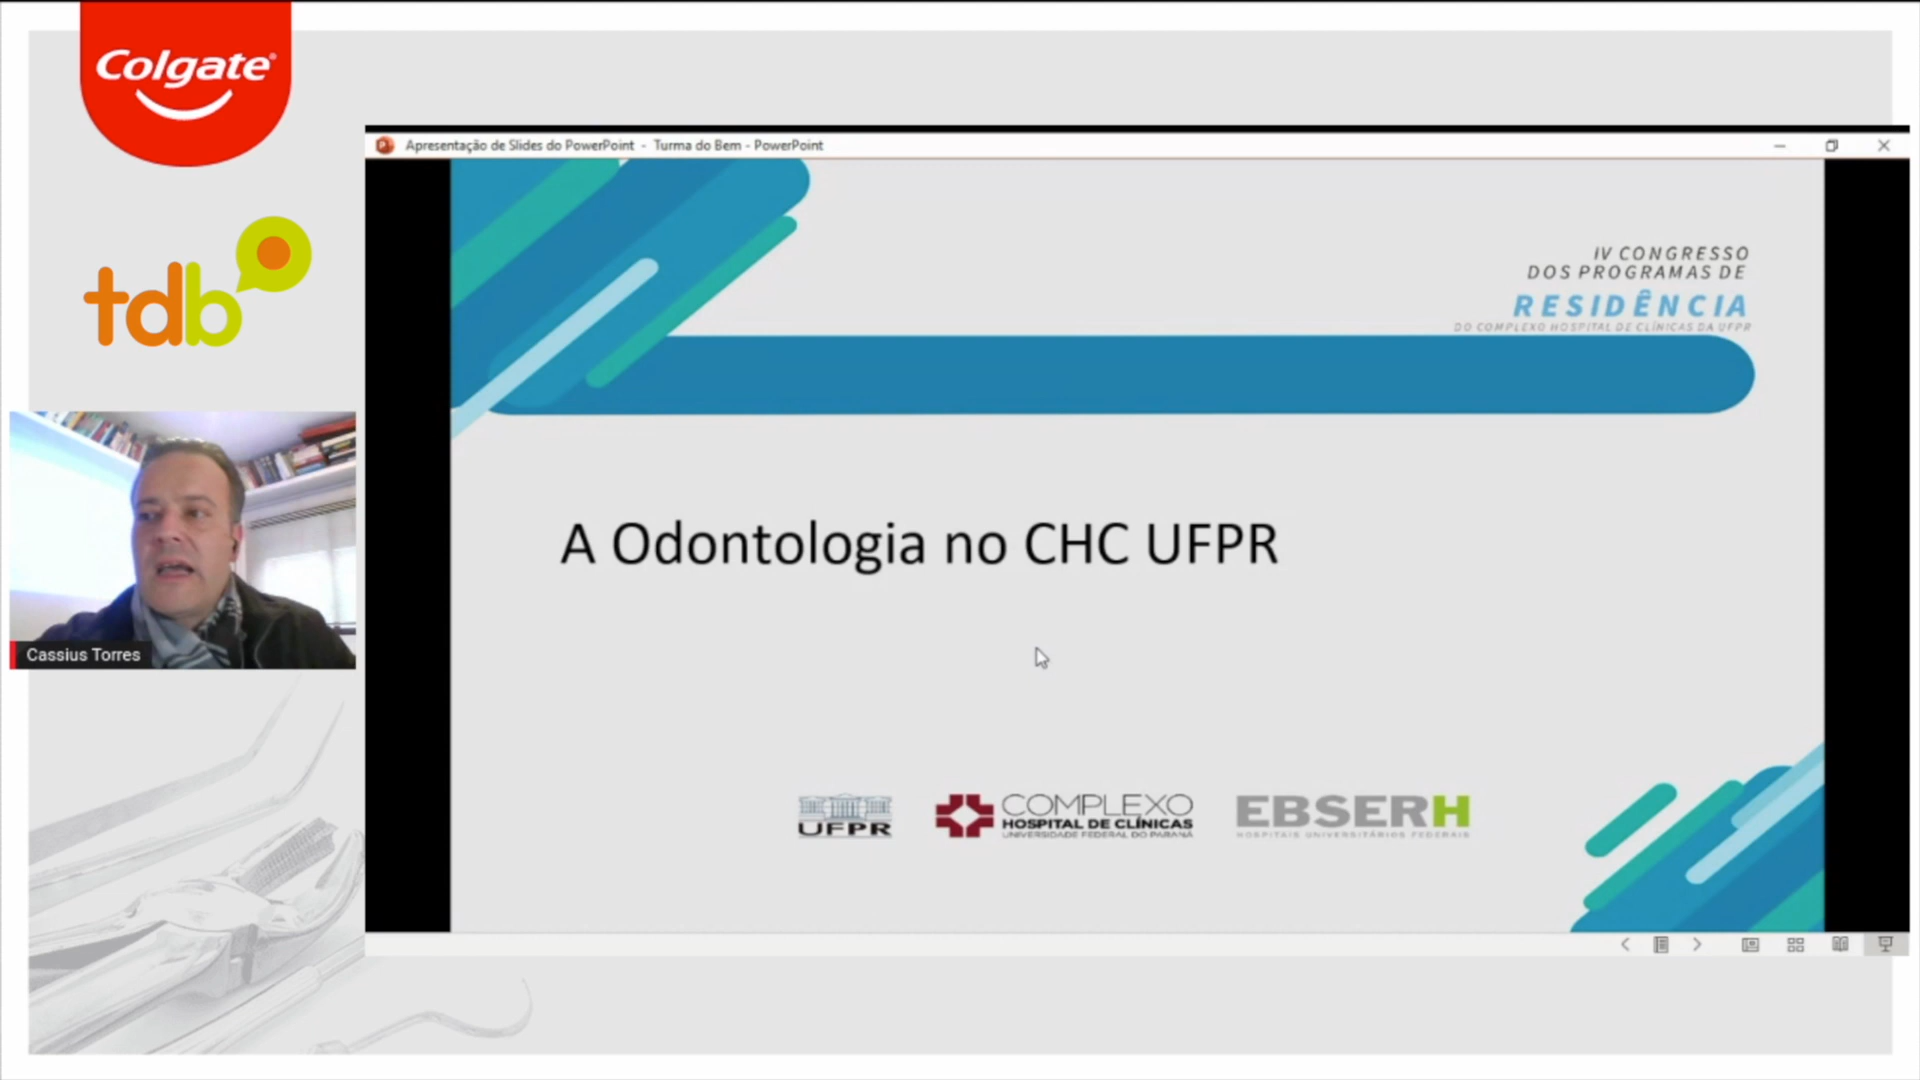 Colgate
tdb
Apresentação de Slides do PowerPoint - Turma do Bem - PowerPoint
IV CONGRESSO
DOS PROGRAMAS DE
RESIDÊNCIA
DO COMPLEXO HOSPITAL DE CLÍNICAS DA UFPR
A Odontologia no CHC UFPR
Cassius Torres
UFPR
COMPLEXO
HOSPITAL DE CLÍNICAS
UNIVERSIDADE FEDERAL DO PARANÁ
EBSERH
HOSPITAIS UNIVERSITÁRIOS FEDERAIS